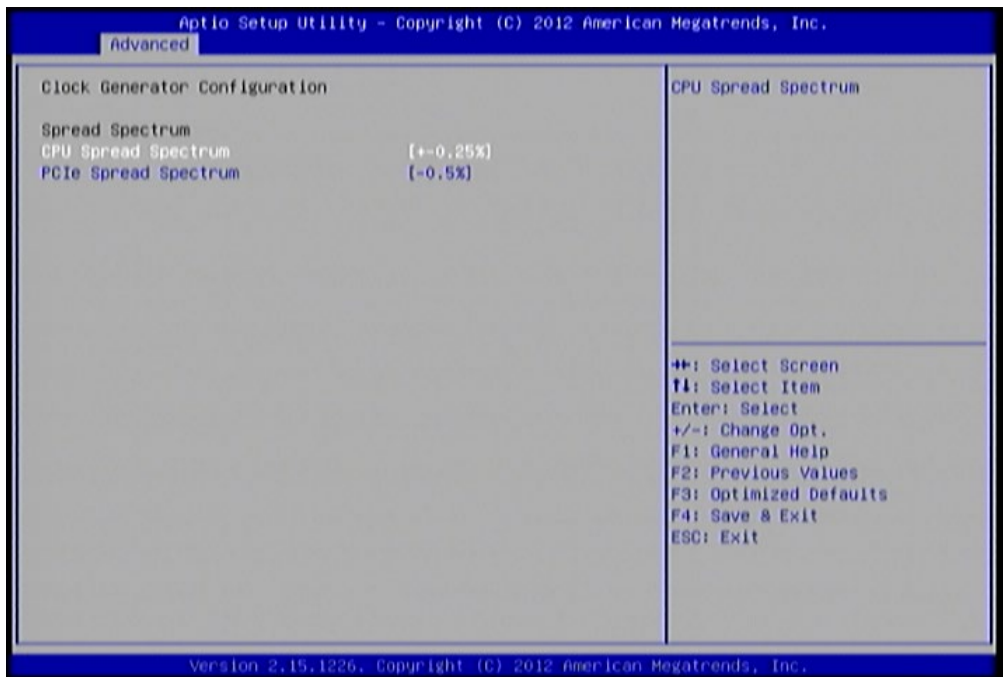 Aptio Setup Utility - Copyright (C) 2012 American Megatrends, Inc.
Advanced
Clock Generator Configuration
Spread Spectrum
CPU Spread Spectrum [+-0.25%]
PCIe Spread Spectrum [-0.5%]
CPU Spread Spectrum
→←: Select Screen
↑↓: Select Item
Enter: Select
+/-: Change Opt.
F1: General Help
F2: Previous Values
F3: Optimized Defaults
F4: Save & Exit
ESC: Exit
Version 2.15.1226. Copyright (C) 2012 American Megatrends, Inc.